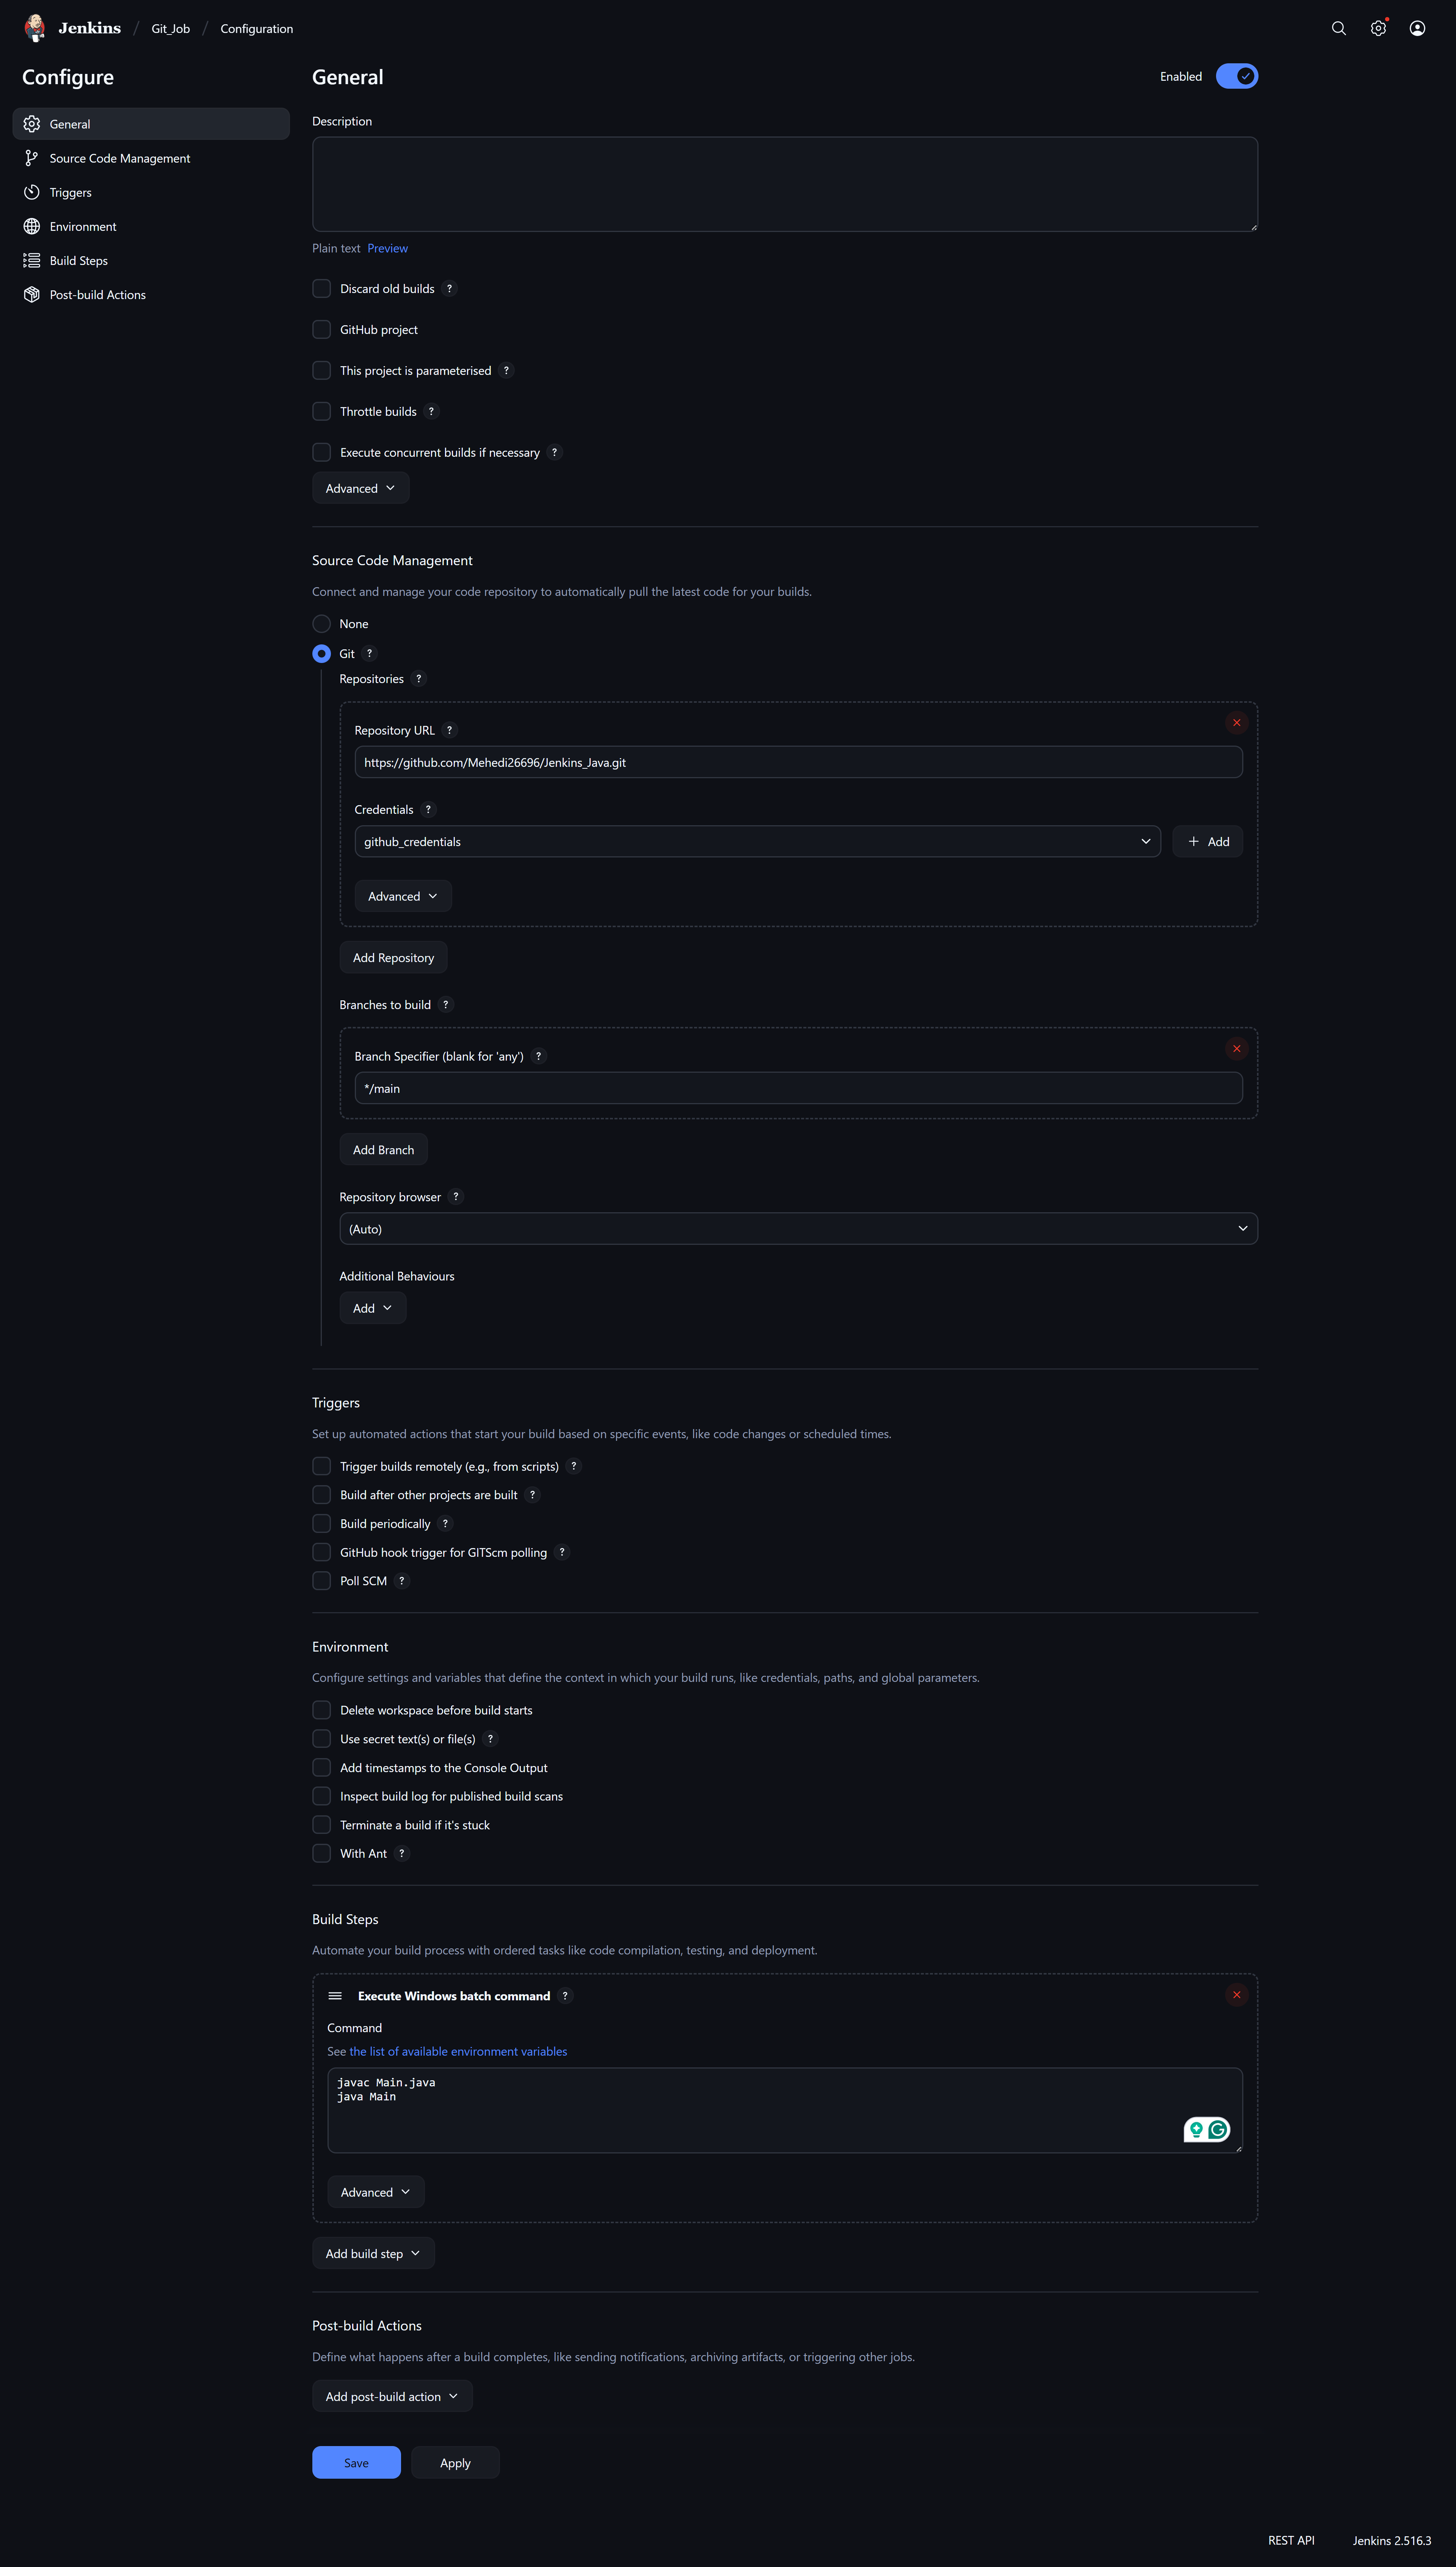 Jenkins / Git_Job / Configuration
Configure
General
Source Code Management
Triggers
Environment
Build Steps
Post-build Actions
General
Enabled
Description
Plain text Preview
Discard old builds ?
GitHub project
This project is parameterised ?
Throttle builds ?
Execute concurrent builds if necessary ?
Advanced
Source Code Management
Connect and manage your code repository to automatically pull the latest code for your builds.
None
Git ?
Repositories ?
Repository URL ?
https://github.com/Mehedi26696/Jenkins_Java.git
Credentials ?
github_credentials
+ Add
Advanced
Add Repository
Branches to build ?
Branch Specifier (blank for 'any') ?
*/main
Add Branch
Repository browser ?
(Auto)
Additional Behaviours
Add
Triggers
Set up automated actions that start your build based on specific events, like code changes or scheduled times.
Trigger builds remotely (e.g., from scripts) ?
Build after other projects are built ?
Build periodically ?
GitHub hook trigger for GITScm polling ?
Poll SCM ?
Environment
Configure settings and variables that define the context in which your build runs, like credentials, paths, and global parameters.
Delete workspace before build starts
Use secret text(s) or file(s) ?
Add timestamps to the Console Output
Inspect build log for published build scans
Terminate a build if it's stuck
With Ant ?
Build Steps
Automate your build process with ordered tasks like code compilation, testing, and deployment.
Execute Windows batch command ?
Command
See the list of available environment variables
javac Main.java
java Main
Advanced
Add build step
Post-build Actions
Define what happens after a build completes, like sending notifications, archiving artifacts, or triggering other jobs.
Add post-build action
Save
Apply
REST API
Jenkins 2.516.3